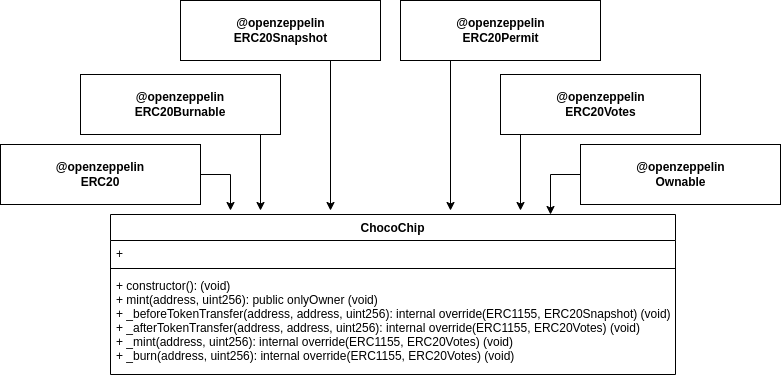 @openzeppelin
ERC20Snapshot
@openzeppelin
ERC20Permit
@openzeppelin
ERC20Burnable
@openzeppelin
ERC20Votes
@openzeppelin
ERC20
@openzeppelin
Ownable
ChocoChip
+
+ constructor(): (void)
+ mint(address, uint256): public onlyOwner (void)
+ _beforeTokenTransfer(address, address, uint256): internal override(ERC1155, ERC20Snapshot) (void)
+ _afterTokenTransfer(address, address, uint256): internal override(ERC1155, ERC20Votes) (void)
+ _mint(address, uint256): internal override(ERC1155, ERC20Votes) (void)
+ _burn(address, uint256): internal override(ERC1155, ERC20Votes) (void)